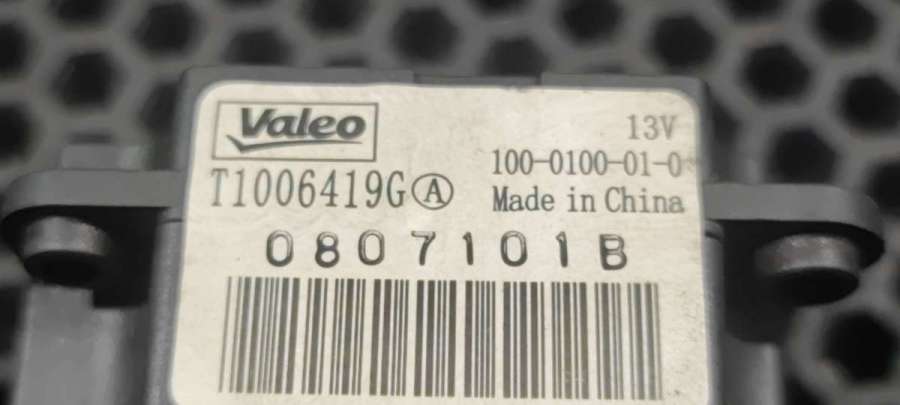 Valeo
13V
100-0100-01-0
T1006419G Ⓐ
Made in China
0807101B